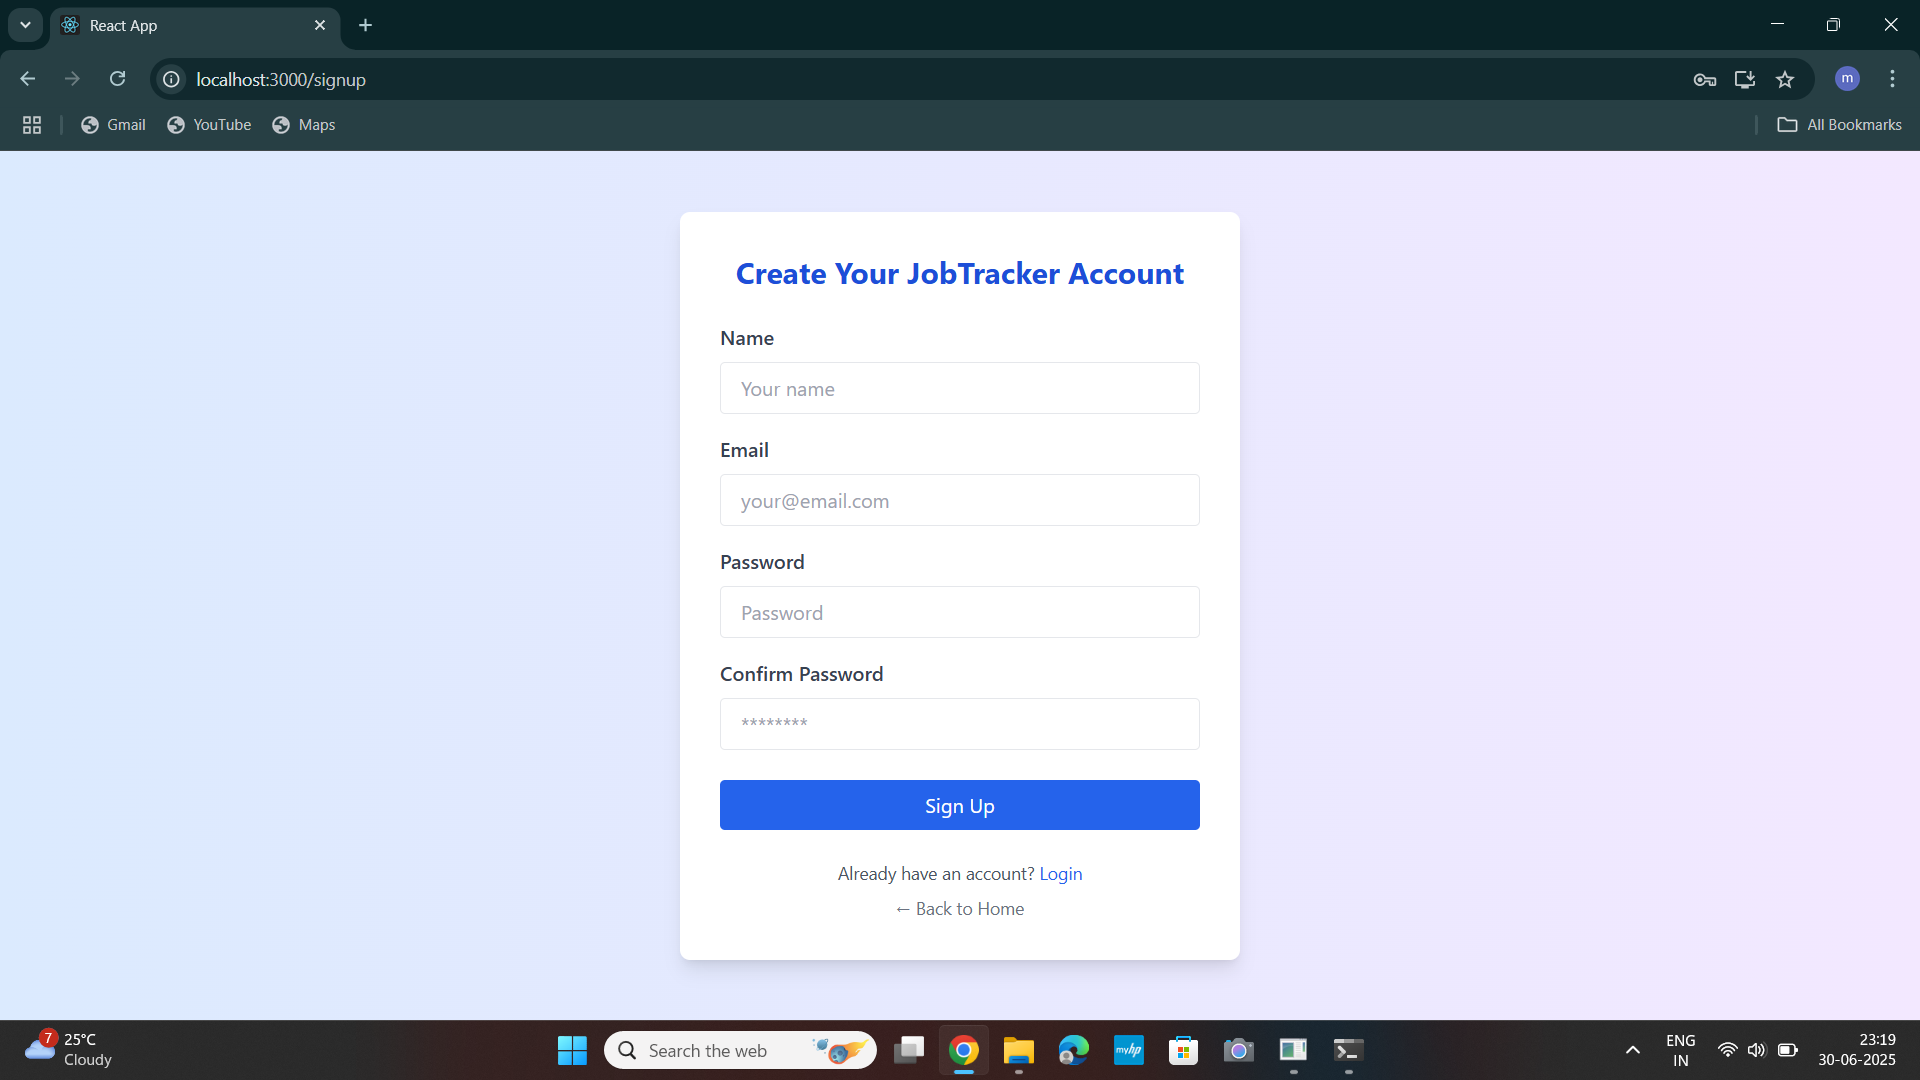 React App
localhost:3000/signup
m
Gmail
YouTube
Maps
All Bookmarks
Create Your JobTracker Account
Name
Your name
Email
your@email.com
Password
Password
Confirm Password
********
Sign Up
Already have an account? Login
← Back to Home
7
25°C
Cloudy
Search the web
myhp
ENG
IN
23:19
30-06-2025